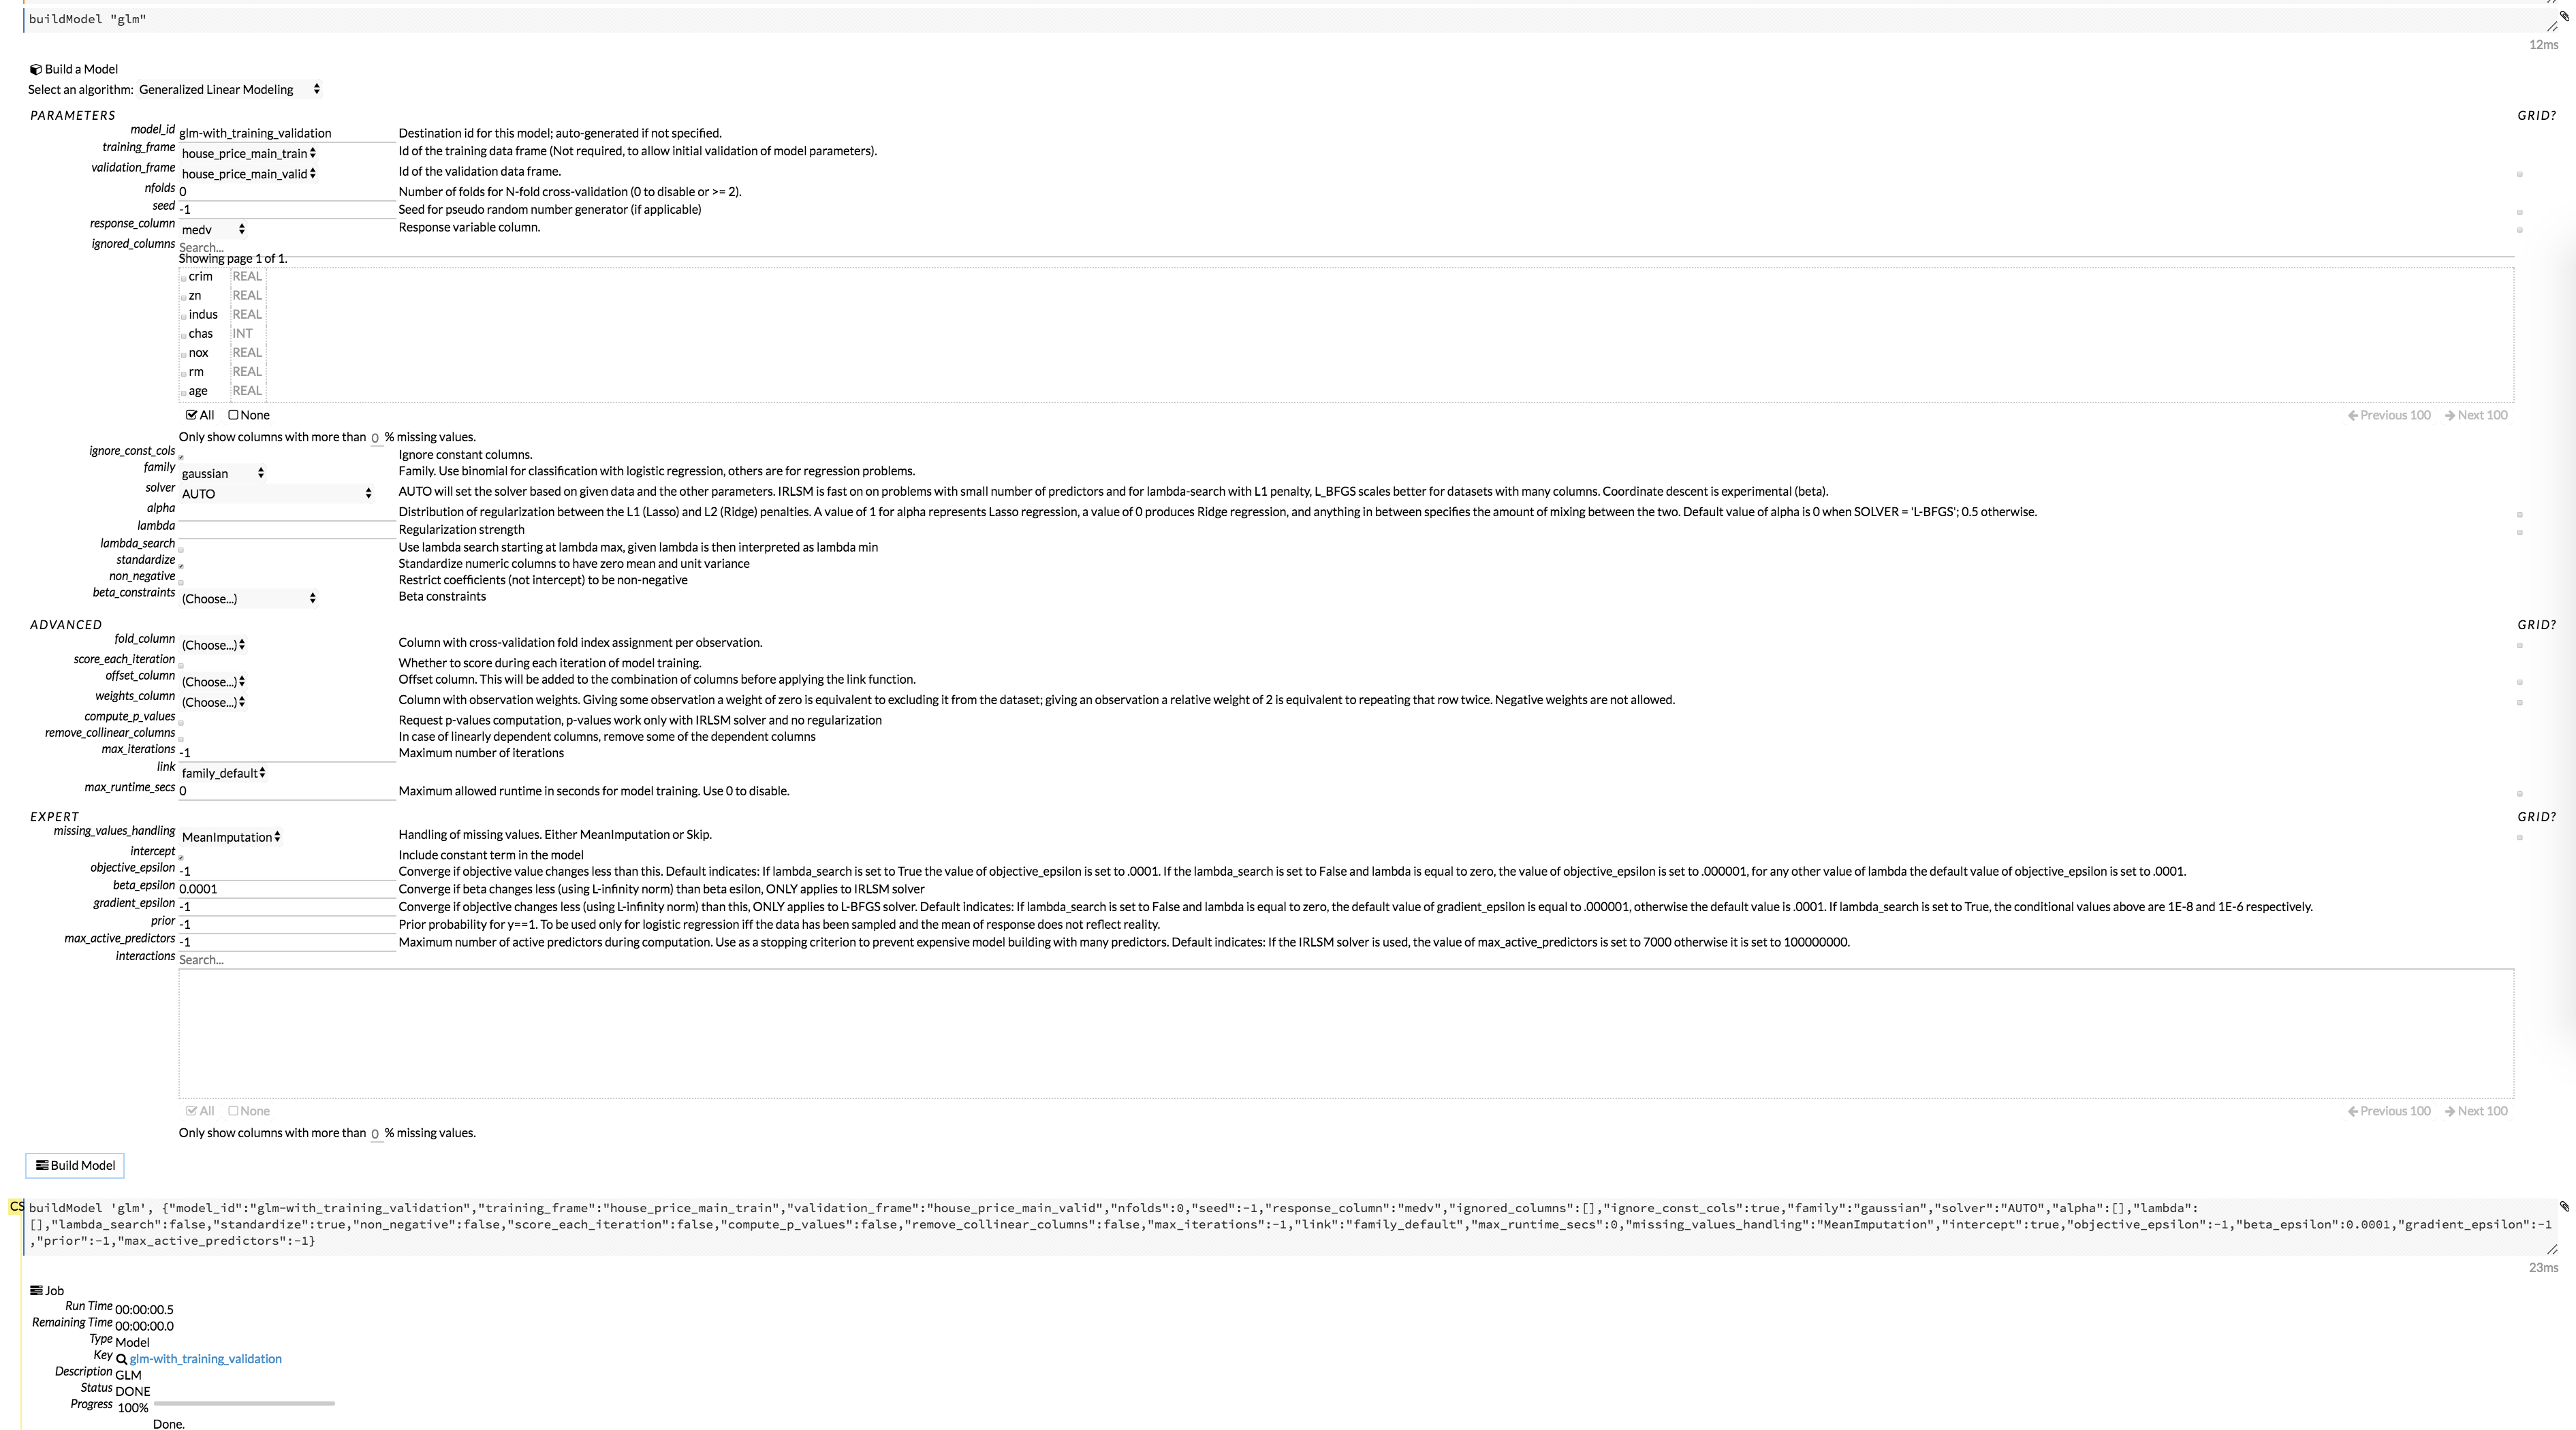 buildModel "glm"
12ms
Build a Model
Select an algorithm: Generalized Linear Modeling
PARAMETERS GRID?
model_id glm-with_training_validation Destination id for this model; auto-generated if not specified.
training_frame house_price_main_train Id of the training data frame (Not required, to allow initial validation of model parameters).
validation_frame house_price_main_valid Id of the validation data frame.
nfolds 0 Number of folds for N-fold cross-validation (0 to disable or >= 2).
seed -1 Seed for pseudo random number generator (if applicable)
response_column medv Response variable column.
ignored_columns Search...
Showing page 1 of 1.
crim REAL
zn REAL
indus REAL
chas INT
nox REAL
rm REAL
age REAL
All None Previous 100 Next 100
Only show columns with more than 0 % missing values.
ignore_const_cols Ignore constant columns.
family gaussian Family. Use binomial for classification with logistic regression, others are for regression problems.
solver AUTO AUTO will set the solver based on given data and the other parameters. IRLSM is fast on on problems with small number of predictors and for lambda-search with L1 penalty, L_BFGS scales better for datasets with many columns. Coordinate descent is experimental (beta).
alpha Distribution of regularization between the L1 (Lasso) and L2 (Ridge) penalties. A value of 1 for alpha represents Lasso regression, a value of 0 produces Ridge regression, and anything in between specifies the amount of mixing between the two. Default value of alpha is 0 when SOLVER = 'L-BFGS'; 0.5 otherwise.
lambda Regularization strength
lambda_search Use lambda search starting at lambda max, given lambda is then interpreted as lambda min
standardize Standardize numeric columns to have zero mean and unit variance
non_negative Restrict coefficients (not intercept) to be non-negative
beta_constraints (Choose...) Beta constraints
ADVANCED GRID?
fold_column (Choose...) Column with cross-validation fold index assignment per observation.
score_each_iteration Whether to score during each iteration of model training.
offset_column (Choose...) Offset column. This will be added to the combination of columns before applying the link function.
weights_column (Choose...) Column with observation weights. Giving some observation a weight of zero is equivalent to excluding it from the dataset; giving an observation a relative weight of 2 is equivalent to repeating that row twice. Negative weights are not allowed.
compute_p_values Request p-values computation, p-values work only with IRLSM solver and no regularization
remove_collinear_columns In case of linearly dependent columns, remove some of the dependent columns
max_iterations -1 Maximum number of iterations
link family_default
max_runtime_secs 0 Maximum allowed runtime in seconds for model training. Use 0 to disable.
EXPERT GRID?
missing_values_handling MeanImputation Handling of missing values. Either MeanImputation or Skip.
intercept Include constant term in the model
objective_epsilon -1 Converge if objective value changes less than this. Default indicates: If lambda_search is set to True the value of objective_epsilon is set to .0001. If the lambda_search is set to False and lambda is equal to zero, the value of objective_epsilon is set to .000001, for any other value of lambda the default value of objective_epsilon is set to .0001.
beta_epsilon 0.0001 Converge if beta changes less (using L-infinity norm) than beta esilon, ONLY applies to IRLSM solver
gradient_epsilon -1 Converge if objective changes less (using L-infinity norm) than this, ONLY applies to L-BFGS solver. Default indicates: If lambda_search is set to False and lambda is equal to zero, the default value of gradient_epsilon is equal to .000001, otherwise the default value is .0001. If lambda_search is set to True, the conditional values above are 1E-8 and 1E-6 respectively.
prior -1 Prior probability for y==1. To be used only for logistic regression iff the data has been sampled and the mean of response does not reflect reality.
max_active_predictors -1 Maximum number of active predictors during computation. Use as a stopping criterion to prevent expensive model building with many predictors. Default indicates: If the IRLSM solver is used, the value of max_active_predictors is set to 7000 otherwise it is set to 100000000.
interactions Search...
All None Previous 100 Next 100
Only show columns with more than 0 % missing values.
Build Model
CS buildModel 'glm', {"model_id":"glm-with_training_validation","training_frame":"house_price_main_train","validation_frame":"house_price_main_valid","nfolds":0,"seed":-1,"response_column":"medv","ignored_columns":[],"ignore_const_cols":true,"family":"gaussian","solver":"AUTO","alpha":[],"lambda":
[],"lambda_search":false,"standardize":true,"non_negative":false,"score_each_iteration":false,"compute_p_values":false,"remove_collinear_columns":false,"max_iterations":-1,"link":"family_default","max_runtime_secs":0,"missing_values_handling":"MeanImputation","intercept":true,"objective_epsilon":-1,"beta_epsilon":0.0001,"gradient_epsilon":-1
,"prior":-1,"max_active_predictors":-1}
23ms
Job
Run Time 00:00:00.5
Remaining Time 00:00:00.0
Type Model
Key glm-with_training_validation
Description GLM
Status DONE
Progress 100%
Done.